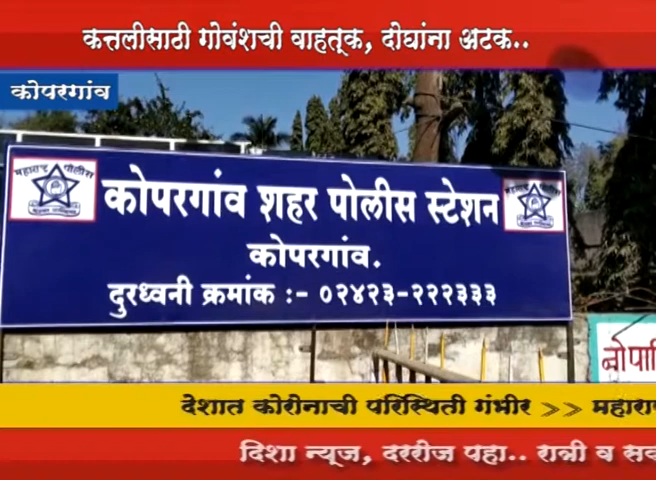 कत्तलीसाठी गोवंशची वाहतूक, दोघांना अटक..
कोपरगांव
महाराष्ट्र पोलीस
कोपरगांव शहर पोलीस स्टेशन
कोपरगांव.
दुरध्वनी क्रमांक :- ०२४२३-२२२३३३
देशात कोरोनाची परिस्थिती गंभीर >>
दिशा न्यूज, दररोज पहा.. रात्री व